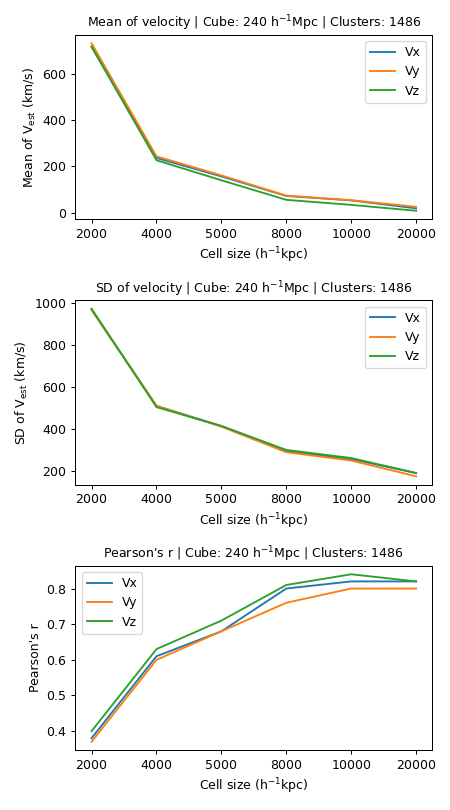 Mean of velocity | Cube: 240 h⁻¹Mpc | Clusters: 1486
Mean of V_est (km/s)
600
400
200
0
Vx
Vy
Vz
2000 4000 5000 8000 10000 20000
Cell size (h⁻¹kpc)
SD of velocity | Cube: 240 h⁻¹Mpc | Clusters: 1486
SD of V_est (km/s)
1000
800
600
400
200
Vx
Vy
Vz
2000 4000 5000 8000 10000 20000
Cell size (h⁻¹kpc)
Pearson's r | Cube: 240 h⁻¹Mpc | Clusters: 1486
Pearson's r
0.8
0.7
0.6
0.5
0.4
Vx
Vy
Vz
2000 4000 5000 8000 10000 20000
Cell size (h⁻¹kpc)